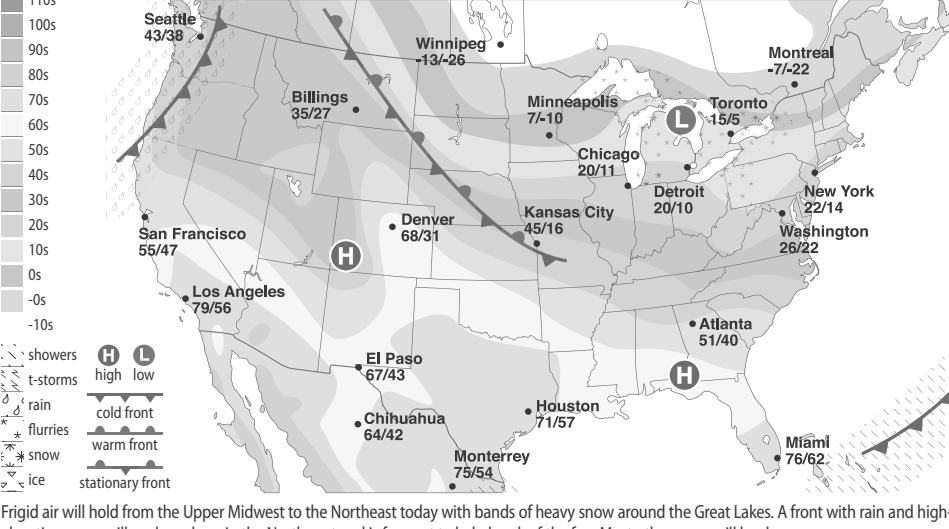 110s
100s
90s
80s
70s
60s
50s
40s
30s
20s
10s
0s
-0s
-10s
showers
t-storms
rain
flurries
snow
ice
H
L
high
low
cold front
warm front
stationary front
Seattle
43/38
Winnipeg
-13/-26
Montreal
-7/-22
Billings
35/27
Minneapolis
7/-10
L
Toronto
15/5
Chicago
20/11
Detroit
20/10
New York
22/14
Washington
26/22
San Francisco
55/47
Denver
68/31
Kansas City
45/16
H
Los Angeles
79/56
Atlanta
51/40
El Paso
67/43
H
Chihuahua
64/42
Houston
71/57
Monterrey
75/54
Miami
76/62
Frigid air will hold from the Upper Midwest to the Northeast today with bands of heavy snow around the Great Lakes. A front with rain and high